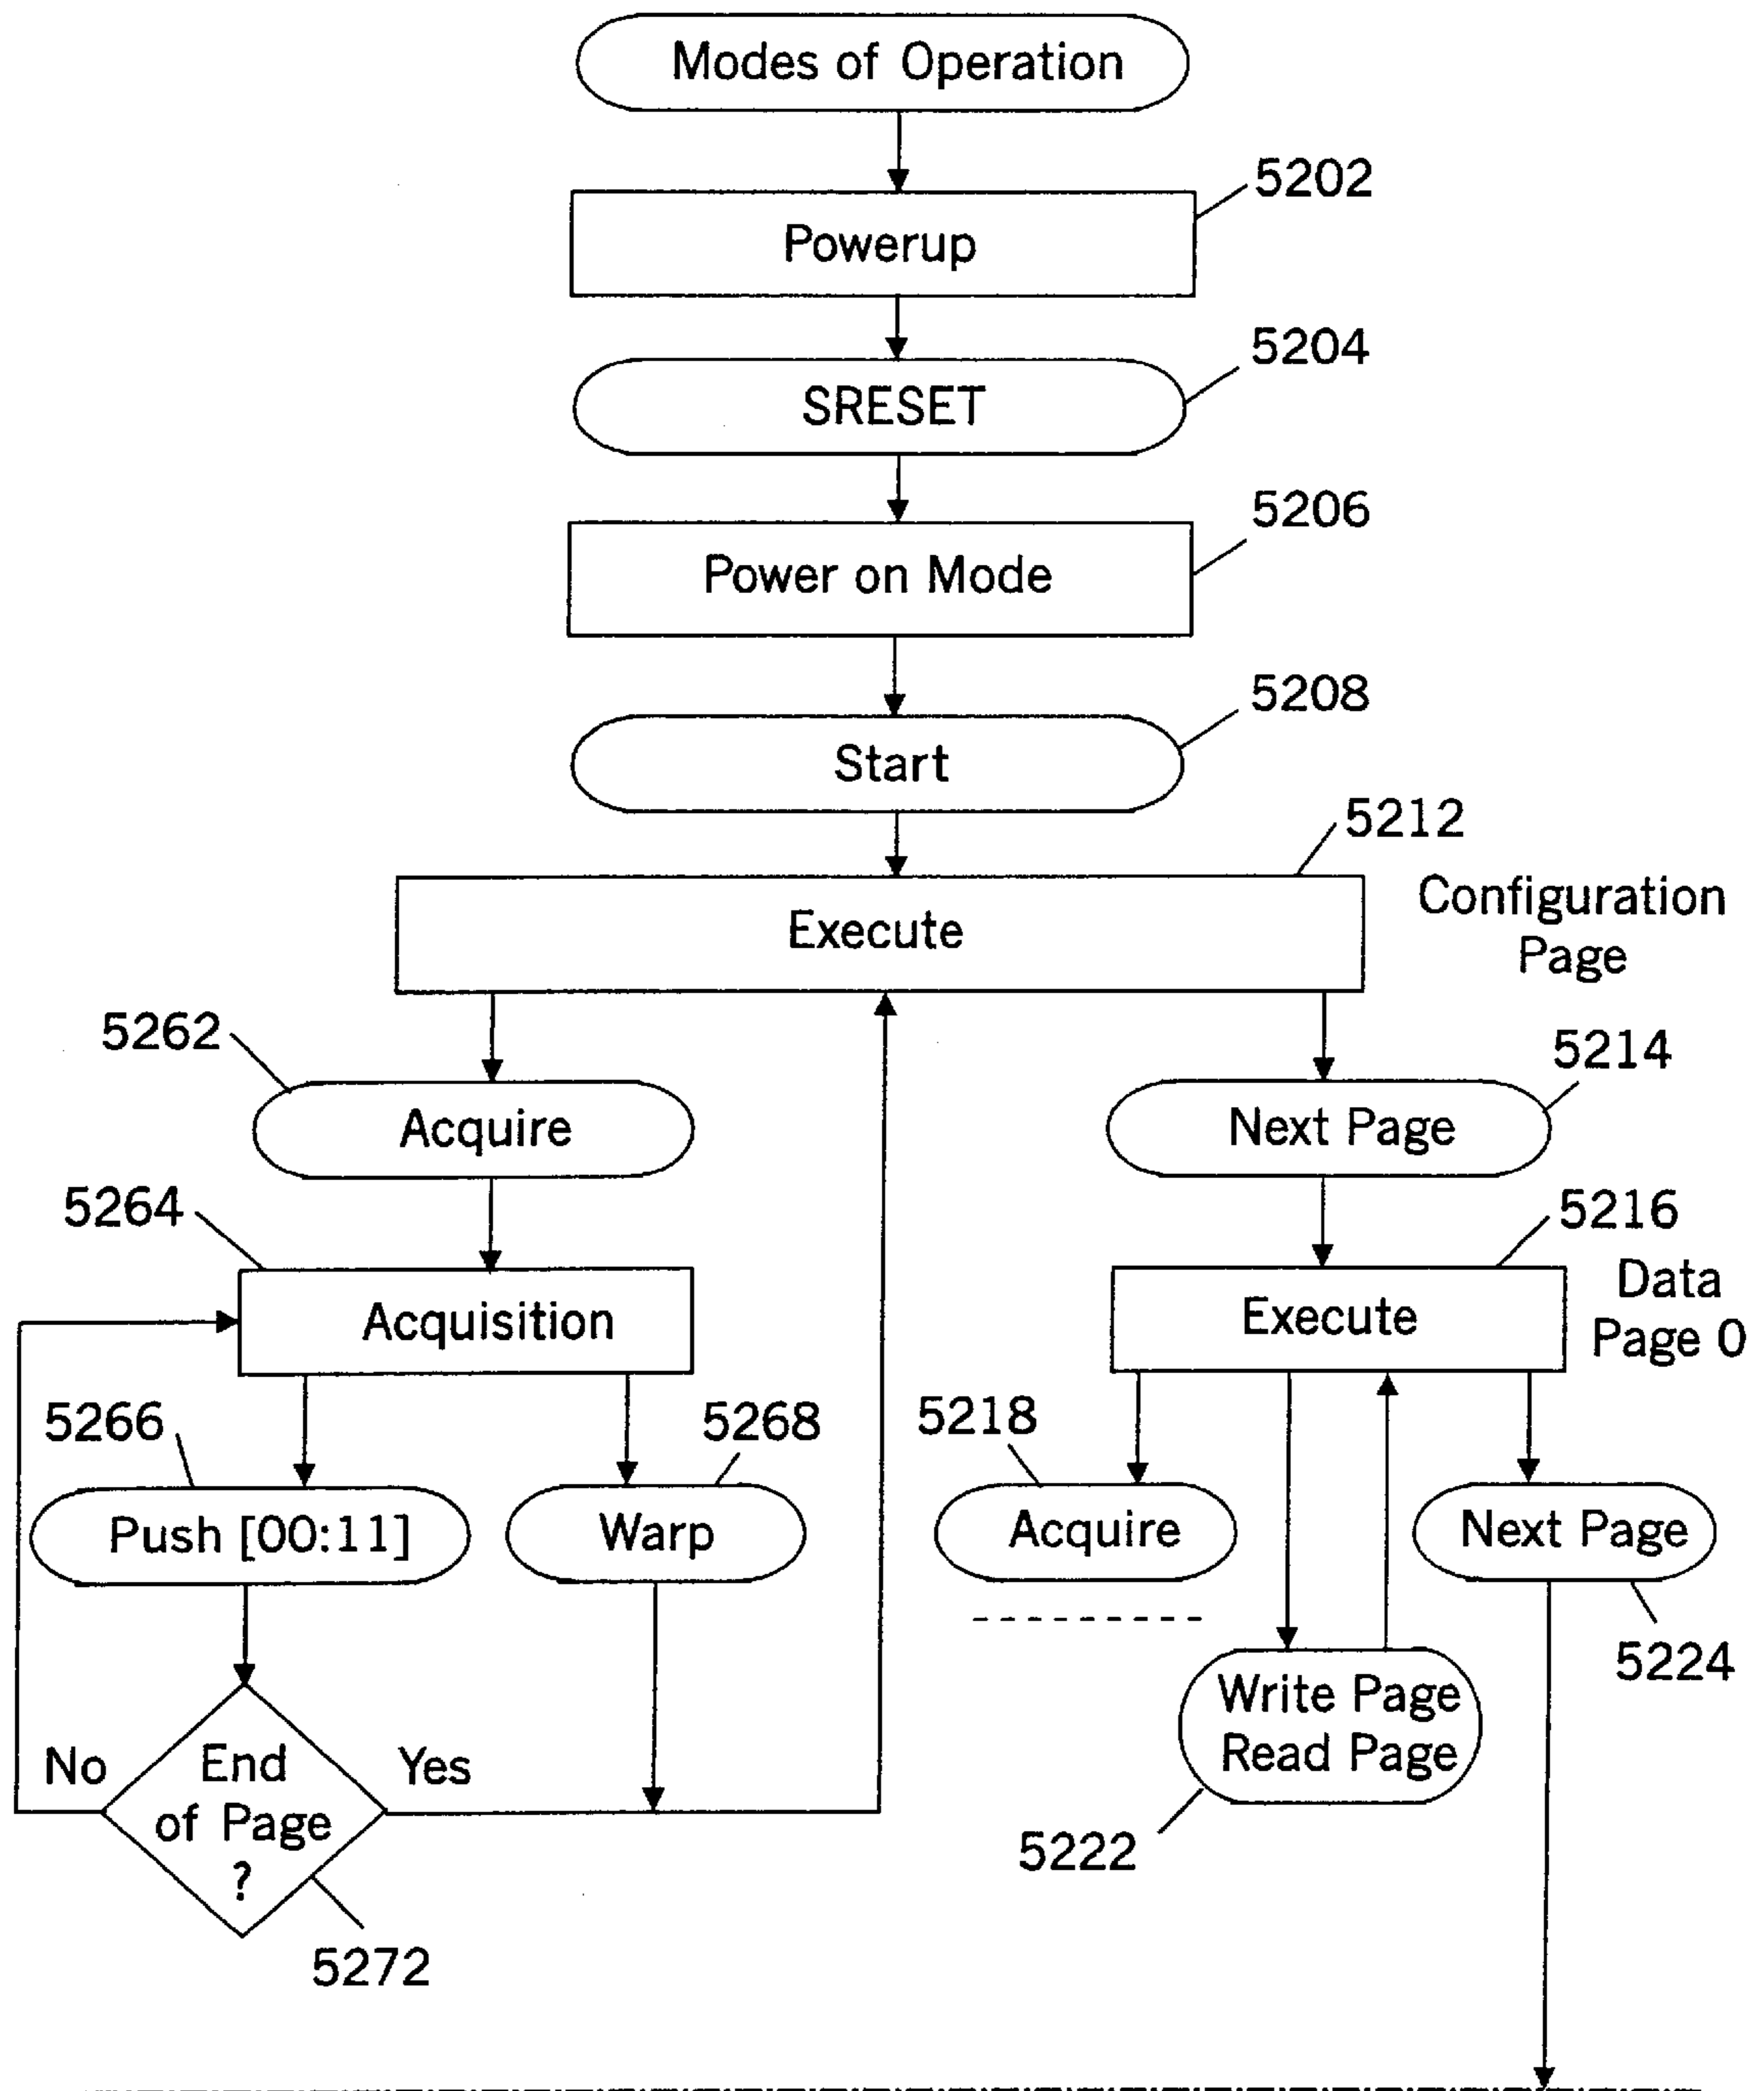 Modes of Operation
5202
Powerup
5204
SRESET
5206
Power on Mode
5208
Start
5212
Execute
Configuration
Page
5262
Acquire
5214
Next Page
5264
Acquisition
5216
Execute
Data
Page 0
5266
Push [00:11]
5268
Warp
5218
Acquire
Next Page
5224
Write Page
Read Page
5222
No
End
of Page
?
Yes
5272